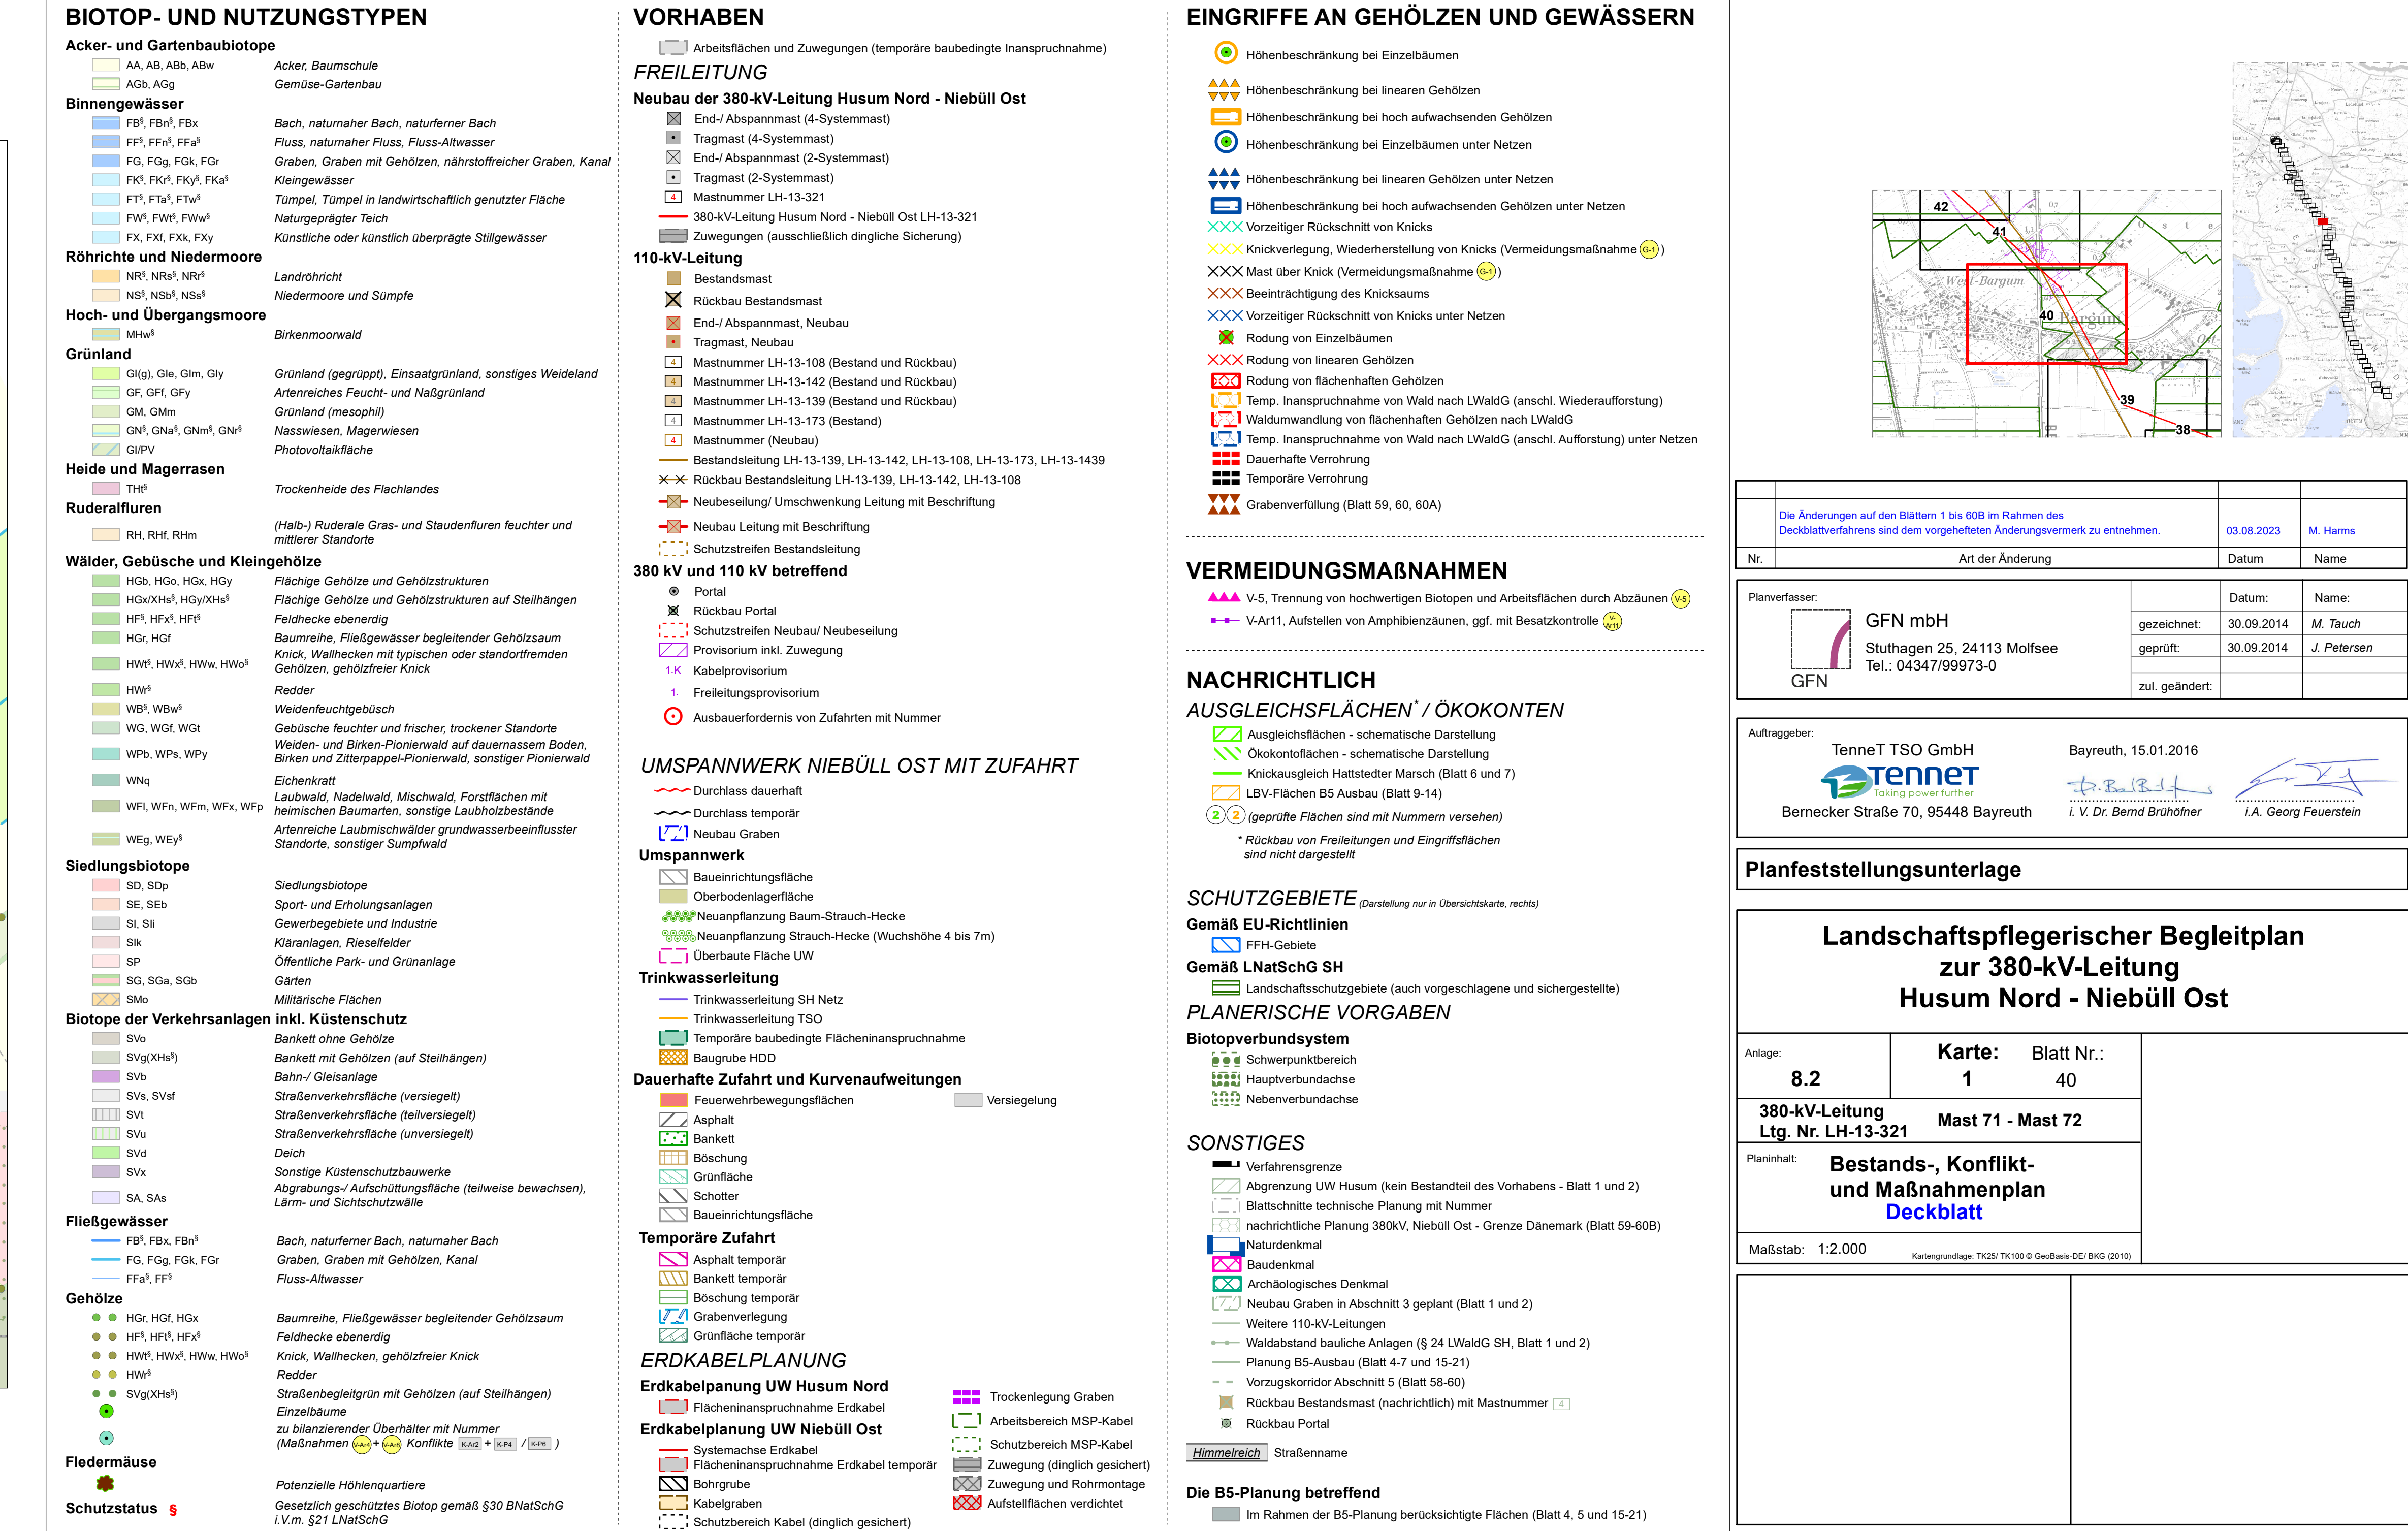 BIOTOP- UND NUTZUNGSTYPEN
Acker- und Gartenbaubiotope
AA, AB, ABb, ABw Acker, Baumschule
AGb, AGg Gemüse-Gartenbau
Binnengewässer
FB§, FBn§, FBx Bach, naturnaher Bach, naturferner Bach
FF§, FFn§, FFa§ Fluss, naturnaher Fluss, Fluss-Altwasser
FG, FGg, FGk, FGr Graben, Graben mit Gehölzen, nährstoffreicher Graben, Kanal
FK§, FKr§, FKy§, FKa§ Kleingewässer
FT§, FTa§, FTw§ Tümpel, Tümpel in landwirtschaftlich genutzter Fläche
FW§, FWt§, FWw§ Naturgeprägter Teich
FX, FXf, FXk, FXy Künstliche oder künstlich überprägte Stillgewässer
Röhrichte und Niedermoore
NR§, NRs§, NRr§ Landröhricht
NS§, NSb§, NSs§ Niedermoore und Sümpfe
Hoch- und Übergangsmoore
MHw§ Birkenmoorwald
Grünland
GI(g), GIe, GIm, GIy Grünland (gegrüppt), Einsaatgrünland, sonstiges Weideland
GF, GFf, GFy Artenreiches Feucht- und Naßgrünland
GM, GMm Grünland (mesophil)
GN§, GNa§, GNm§, GNr§ Nasswiesen, Magerwiesen
GI/PV Photovoltaikfläche
Heide und Magerrasen
THt§ Trockenheide des Flachlandes
Ruderalfluren
RH, RHf, RHm (Halb-) Ruderale Gras- und Staudenfluren feuchter und
mittlerer Standorte
Wälder, Gebüsche und Kleingehölze
HGb, HGo, HGx, HGy Flächige Gehölze und Gehölzstrukturen
HGx/XHs§, HGy/XHs§ Flächige Gehölze und Gehölzstrukturen auf Steilhängen
HF§, HFx§, HFt§ Feldhecke ebenerdig
HGr, HGf Baumreihe, Fließgewässer begleitender Gehölzsaum
HWt§, HWx§, HWw, HWo§ Knick, Wallhecken mit typischen oder standortfremden
Gehölzen, gehölzfreier Knick
HWr§ Redder
WB§, WBw§ Weidenfeuchtgebüsch
WG, WGf, WGt Gebüsche feuchter und frischer, trockener Standorte
WPb, WPs, WPy Weiden- und Birken-Pionierwald auf dauernassem Boden,
Birken und Zitterpappel-Pionierwald, sonstiger Pionierwald
WNq Eichenkratt
WFl, WFn, WFm, WFx, WFp Laubwald, Nadelwald, Mischwald, Forstflächen mit
heimischen Baumarten, sonstige Laubholzbestände
WEg, WEy§ Artenreiche Laubmischwälder grundwasserbeeinflusster
Standorte, sonstiger Sumpfwald
Siedlungsbiotope
SD, SDp Siedlungsbiotope
SE, SEb Sport- und Erholungsanlagen
SI, SIi Gewerbegebiete und Industrie
SIk Kläranlagen, Rieselfelder
SP Öffentliche Park- und Grünanlage
SG, SGa, SGb Gärten
SMo Militärische Flächen
Biotope der Verkehrsanlagen inkl. Küstenschutz
SVo Bankett ohne Gehölze
SVg(XHs§) Bankett mit Gehölzen (auf Steilhängen)
SVb Bahn-/ Gleisanlage
SVs, SVsf Straßenverkehrsfläche (versiegelt)
SVt Straßenverkehrsfläche (teilversiegelt)
SVu Straßenverkehrsfläche (unversiegelt)
SVd Deich
SVx Sonstige Küstenschutzbauwerke
SA, SAs Abgrabungs-/ Aufschüttungsfläche (teilweise bewachsen),
Lärm- und Sichtschutzwälle
Fließgewässer
FB§, FBx, FBn§ Bach, naturferner Bach, naturnaher Bach
FG, FGg, FGk, FGr Graben, Graben mit Gehölzen, Kanal
FFa§, FF§ Fluss-Altwasser
Gehölze
HGr, HGf, HGx Baumreihe, Fließgewässer begleitender Gehölzsaum
HF§, HFt§, HFx§ Feldhecke ebenerdig
HWt§, HWx§, HWw, HWo§ Knick, Wallhecken, gehölzfreier Knick
HWr§ Redder
SVg(XHs§) Straßenbegleitgrün mit Gehölzen (auf Steilhängen)
Einzelbäume
zu bilanzierender Überhälter mit Nummer
(Maßnahmen V-Ar4 + V-Ar8 Konflikte K-Ar2 + K-P4 / K-P6 )
Fledermäuse
Potenzielle Höhlenquartiere
Schutzstatus § Gesetzlich geschütztes Biotop gemäß §30 BNatSchG
i.V.m. §21 LNatSchG
VORHABEN
Arbeitsflächen und Zuwegungen (temporäre baubedingte Inanspruchnahme)
FREILEITUNG
Neubau der 380-kV-Leitung Husum Nord - Niebüll Ost
End-/ Abspannmast (4-Systemmast)
Tragmast (4-Systemmast)
End-/ Abspannmast (2-Systemmast)
Tragmast (2-Systemmast)
4 Mastnummer LH-13-321
380-kV-Leitung Husum Nord - Niebüll Ost LH-13-321
Zuwegungen (ausschließlich dingliche Sicherung)
110-kV-Leitung
Bestandsmast
Rückbau Bestandsmast
End-/ Abspannmast, Neubau
Tragmast, Neubau
4 Mastnummer LH-13-108 (Bestand und Rückbau)
4 Mastnummer LH-13-142 (Bestand und Rückbau)
4 Mastnummer LH-13-139 (Bestand und Rückbau)
4 Mastnummer LH-13-173 (Bestand)
4 Mastnummer (Neubau)
Bestandsleitung LH-13-139, LH-13-142, LH-13-108, LH-13-173, LH-13-1439
Rückbau Bestandsleitung LH-13-139, LH-13-142, LH-13-108
Neubeseilung/ Umschwenkung Leitung mit Beschriftung
Neubau Leitung mit Beschriftung
Schutzstreifen Bestandsleitung
380 kV und 110 kV betreffend
Portal
Rückbau Portal
Schutzstreifen Neubau/ Neubeseilung
Provisorium inkl. Zuwegung
1.K Kabelprovisorium
1. Freileitungsprovisorium
Ausbauerfordernis von Zufahrten mit Nummer
UMSPANNWERK NIEBÜLL OST MIT ZUFAHRT
Durchlass dauerhaft
Durchlass temporär
Neubau Graben
Umspannwerk
Baueinrichtungsfläche
Oberbodenlagerfläche
Neuanpflanzung Baum-Strauch-Hecke
Neuanpflanzung Strauch-Hecke (Wuchshöhe 4 bis 7m)
Überbaute Fläche UW
Trinkwasserleitung
Trinkwasserleitung SH Netz
Trinkwasserleitung TSO
Temporäre baubedingte Flächeninanspruchnahme
Baugrube HDD
Dauerhafte Zufahrt und Kurvenaufweitungen
Feuerwehrbewegungsflächen Versiegelung
Asphalt
Bankett
Böschung
Grünfläche
Schotter
Baueinrichtungsfläche
Temporäre Zufahrt
Asphalt temporär
Bankett temporär
Böschung temporär
Grabenverlegung
Grünfläche temporär
ERDKABELPLANUNG
Erdkabelpanung UW Husum Nord
Flächeninanspruchnahme Erdkabel
Erdkabelplanung UW Niebüll Ost
Systemachse Erdkabel
Flächeninanspruchnahme Erdkabel temporär
Bohrgrube
Kabelgraben
Schutzbereich Kabel (dinglich gesichert)
Trockenlegung Graben
Arbeitsbereich MSP-Kabel
Schutzbereich MSP-Kabel
Zuwegung (dinglich gesichert)
Zuwegung und Rohrmontage
Aufstellflächen verdichtet
EINGRIFFE AN GEHÖLZEN UND GEWÄSSERN
Höhenbeschränkung bei Einzelbäumen
Höhenbeschränkung bei linearen Gehölzen
Höhenbeschränkung bei hoch aufwachsenden Gehölzen
Höhenbeschränkung bei Einzelbäumen unter Netzen
Höhenbeschränkung bei linearen Gehölzen unter Netzen
Höhenbeschränkung bei hoch aufwachsenden Gehölzen unter Netzen
Vorzeitiger Rückschnitt von Knicks
Knickverlegung, Wiederherstellung von Knicks (Vermeidungsmaßnahme G-1 )
Mast über Knick (Vermeidungsmaßnahme G-1 )
Beeinträchtigung des Knicksaums
Vorzeitiger Rückschnitt von Knicks unter Netzen
Rodung von Einzelbäumen
Rodung von linearen Gehölzen
Rodung von flächenhaften Gehölzen
Temp. Inanspruchnahme von Wald nach LWaldG (anschl. Wiederaufforstung)
Waldumwandlung von flächenhaften Gehölzen nach LWaldG
Temp. Inanspruchnahme von Wald nach LWaldG (anschl. Aufforstung) unter Netzen
Dauerhafte Verrohrung
Temporäre Verrohrung
Grabenverfüllung (Blatt 59, 60, 60A)
VERMEIDUNGSMAßNAHMEN
V-5, Trennung von hochwertigen Biotopen und Arbeitsflächen durch Abzäunen V-5
V-Ar11, Aufstellen von Amphibienzäunen, ggf. mit Besatzkontrolle V-Ar11
NACHRICHTLICH
AUSGLEICHSFLÄCHEN* / ÖKOKONTEN
Ausgleichsflächen - schematische Darstellung
Ökokontoflächen - schematische Darstellung
Knickausgleich Hattstedter Marsch (Blatt 6 und 7)
LBV-Flächen B5 Ausbau (Blatt 9-14)
2 2 (geprüfte Flächen sind mit Nummern versehen)
* Rückbau von Freileitungen und Eingriffsflächen
sind nicht dargestellt
SCHUTZGEBIETE (Darstellung nur in Übersichtskarte, rechts)
Gemäß EU-Richtlinien
FFH-Gebiete
Gemäß LNatSchG SH
Landschaftsschutzgebiete (auch vorgeschlagene und sichergestellte)
PLANERISCHE VORGABEN
Biotopverbundsystem
Schwerpunktbereich
Hauptverbundachse
Nebenverbundachse
SONSTIGES
Verfahrensgrenze
Abgrenzung UW Husum (kein Bestandteil des Vorhabens - Blatt 1 und 2)
Blattschnitte technische Planung mit Nummer
nachrichtliche Planung 380kV, Niebüll Ost - Grenze Dänemark (Blatt 59-60B)
Naturdenkmal
Baudenkmal
Archäologisches Denkmal
Neubau Graben in Abschnitt 3 geplant (Blatt 1 und 2)
Weitere 110-kV-Leitungen
Waldabstand bauliche Anlagen (§ 24 LWaldG SH, Blatt 1 und 2)
Planung B5-Ausbau (Blatt 4-7 und 15-21)
Vorzugskorridor Abschnitt 5 (Blatt 58-60)
Rückbau Bestandsmast (nachrichtlich) mit Mastnummer 4
Rückbau Portal
Himmelreich Straßenname
Die B5-Planung betreffend
Im Rahmen der B5-Planung berücksichtigte Flächen (Blatt 4, 5 und 15-21)
42
41
West-Bargum
40 Bargum
39
38
Die Änderungen auf den Blättern 1 bis 60B im Rahmen des
Deckblattverfahrens sind dem vorgehefteten Änderungsvermerk zu entnehmen. 03.08.2023 M. Harms
Nr. Art der Änderung Datum Name
Planverfasser: Datum: Name:
GFN mbH
Stuthagen 25, 24113 Molfsee
Tel.: 04347/99973-0
GFN
gezeichnet: 30.09.2014 M. Tauch
geprüft: 30.09.2014 J. Petersen
zul. geändert:
Auftraggeber:
TenneT TSO GmbH Bayreuth, 15.01.2016
Tennet
Taking power further
Bernecker Straße 70, 95448 Bayreuth i. V. Dr. Bernd Brühöfner i.A. Georg Feuerstein
Planfeststellungsunterlage
Landschaftspflegerischer Begleitplan
zur 380-kV-Leitung
Husum Nord - Niebüll Ost
Anlage: Karte: Blatt Nr.:
8.2 1 40
380-kV-Leitung
Ltg. Nr. LH-13-321 Mast 71 - Mast 72
Planinhalt: Bestands-, Konflikt-
und Maßnahmenplan
Deckblatt
Maßstab: 1:2.000 Kartengrundlage: TK25/ TK100 © GeoBasis-DE/ BKG (2010)